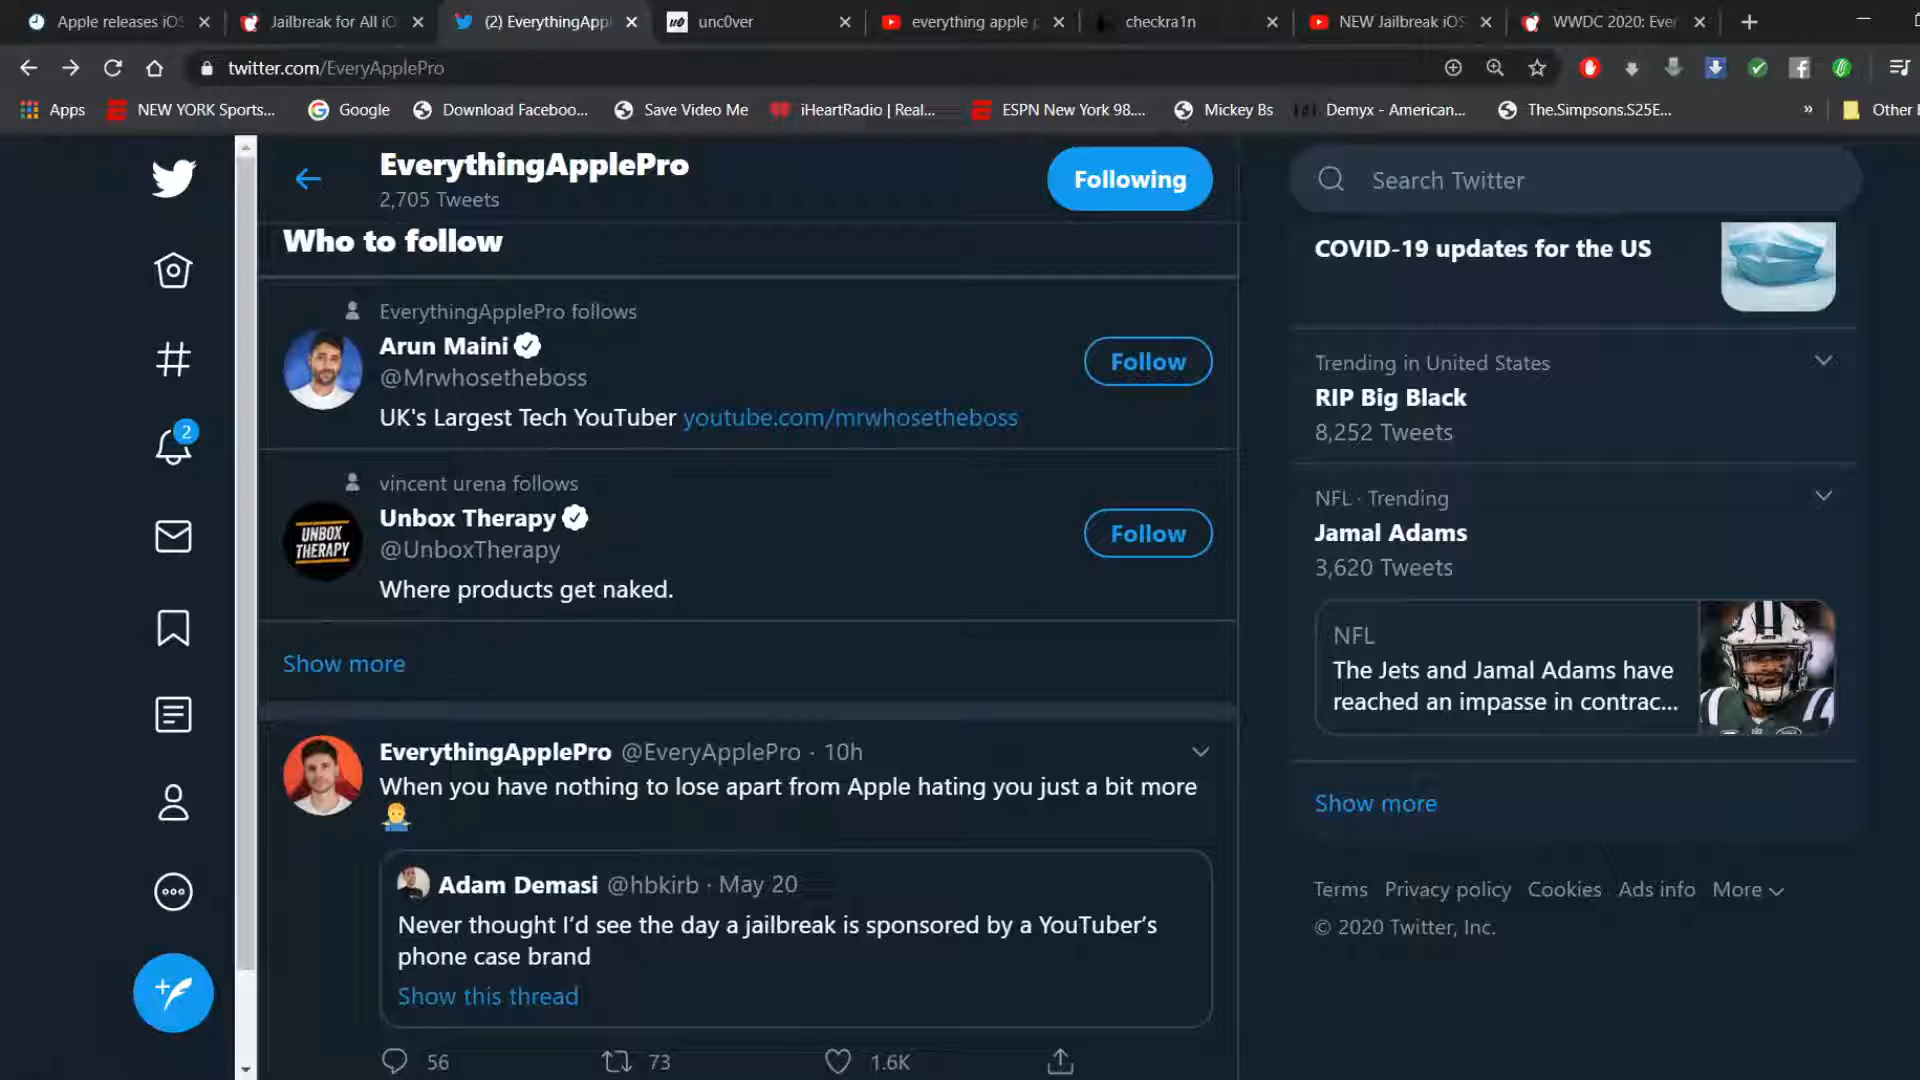 Apple releases iOS
Jailbreak for All iO
(2) EverythingAppl
unc0ver
everything apple p
checkra1n
NEW Jailbreak iOS
WWDC 2020: Ever
twitter.com/EveryApplePro
Apps
NEW YORK Sports...
Google
Download Faceboo...
Save Video Me
iHeartRadio | Real...
ESPN New York 98....
Mickey Bs
Demyx - American...
The.Simpsons.S25E...
»
Other
EverythingApplePro
2,705 Tweets
Following
Search Twitter
Who to follow
EverythingApplePro follows
Arun Maini
@Mrwhosetheboss
UK's Largest Tech YouTuber youtube.com/mrwhosetheboss
Follow
vincent urena follows
UNBOX
THERAPY
Unbox Therapy
@UnboxTherapy
Where products get naked.
Follow
Show more
2
EverythingApplePro @EveryApplePro · 10h
When you have nothing to lose apart from Apple hating you just a bit more
Adam Demasi @hbkirb · May 20
Never thought I'd see the day a jailbreak is sponsored by a YouTuber's
phone case brand
Show this thread
56
73
1.6K
COVID-19 updates for the US
Trending in United States
RIP Big Black
8,252 Tweets
NFL · Trending
Jamal Adams
3,620 Tweets
NFL
The Jets and Jamal Adams have
reached an impasse in contrac...
Show more
Terms Privacy policy Cookies Ads info More
© 2020 Twitter, Inc.